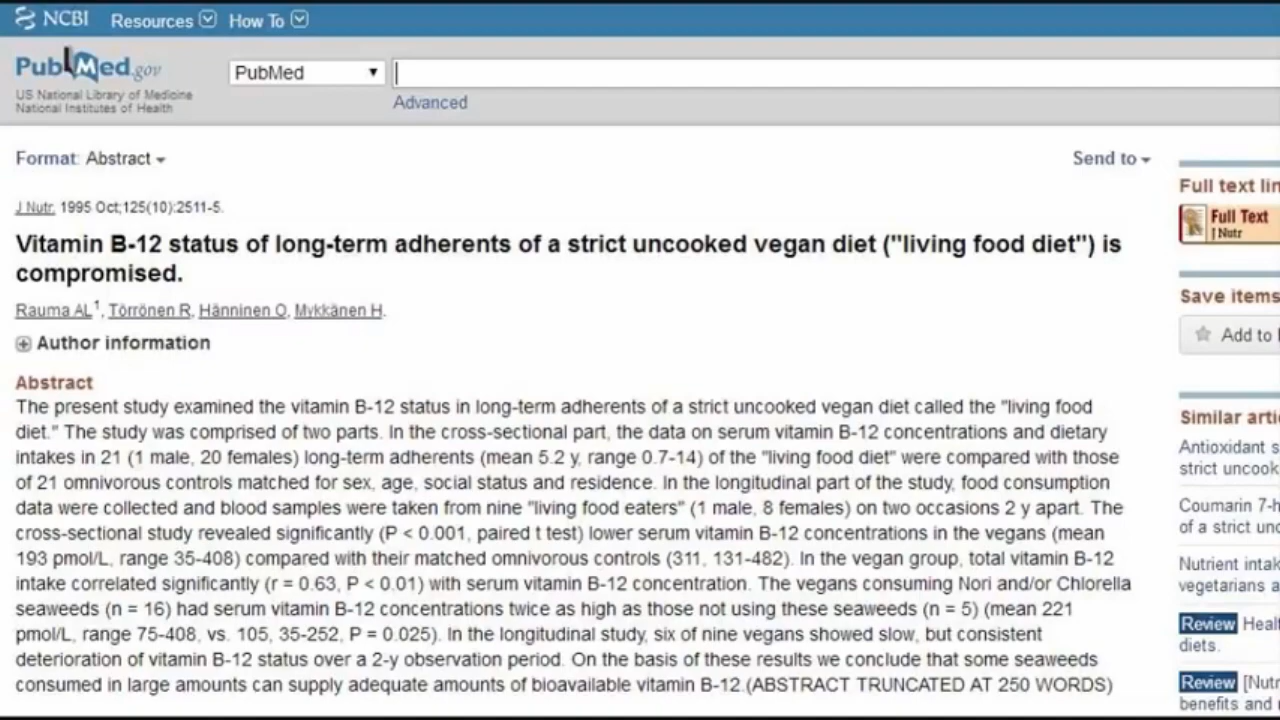 NCBI Resources How To
PubMed.gov
US National Library of Medicine
National Institutes of Health
PubMed
Advanced
Format: Abstract
Send to
J Nutr. 1995 Oct;125(10):2511-5.
Vitamin B-12 status of long-term adherents of a strict uncooked vegan diet ("living food diet") is
compromised.
Rauma AL1, Törrönen R, Hänninen O, Mykkänen H.
Author information
Abstract
The present study examined the vitamin B-12 status in long-term adherents of a strict uncooked vegan diet called the "living food
diet." The study was comprised of two parts. In the cross-sectional part, the data on serum vitamin B-12 concentrations and dietary
intakes in 21 (1 male, 20 females) long-term adherents (mean 5.2 y, range 0.7-14) of the "living food diet" were compared with those
of 21 omnivorous controls matched for sex, age, social status and residence. In the longitudinal part of the study, food consumption
data were collected and blood samples were taken from nine "living food eaters" (1 male, 8 females) on two occasions 2 y apart. The
cross-sectional study revealed significantly (P < 0.001, paired t test) lower serum vitamin B-12 concentrations in the vegans (mean
193 pmol/L, range 35-408) compared with their matched omnivorous controls (311, 131-482). In the vegan group, total vitamin B-12
intake correlated significantly (r = 0.63, P < 0.01) with serum vitamin B-12 concentration. The vegans consuming Nori and/or Chlorella
seaweeds (n = 16) had serum vitamin B-12 concentrations twice as high as those not using these seaweeds (n = 5) (mean 221
pmol/L, range 75-408, vs. 105, 35-252, P = 0.025). In the longitudinal study, six of nine vegans showed slow, but consistent
deterioration of vitamin B-12 status over a 2-y observation period. On the basis of these results we conclude that some seaweeds
consumed in large amounts can supply adequate amounts of bioavailable vitamin B-12.(ABSTRACT TRUNCATED AT 250 WORDS)
Full text lin
Full Text
J Nutr
Save items
Add to
Similar artic
Antioxidant s
strict uncook
Coumarin 7-h
of a strict unc
Nutrient intak
vegetarians a
Review Heal
diets.
Review [Nutr
benefits and